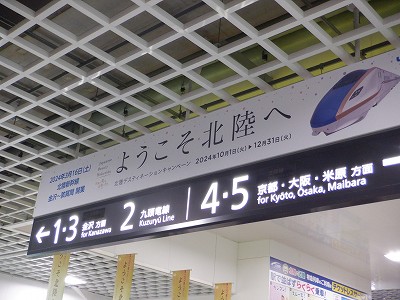 2024年3月16日(土)
北陸新幹線
金沢〜敦賀間 開業
ようこそ北陸へ
北陸デスティネーションキャンペーン 2024年10月1日(火)▶12月31日(火)
←1・3 金沢 方面
for Kanazawa
2 九頭竜線
Kuzuryū Line
4・5 京都・大阪・米原 方面
for Kyōto, Ōsaka, Maibara